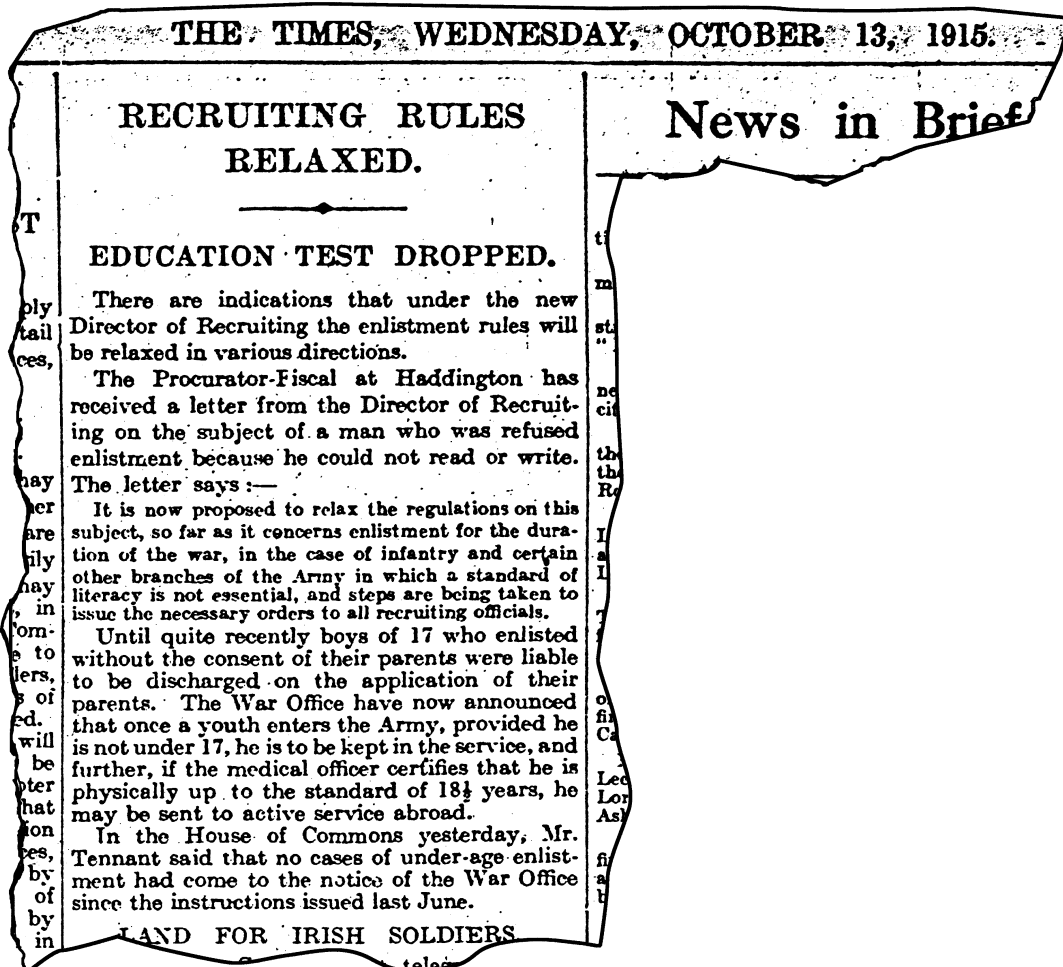 THE TIMES, WEDNESDAY, OCTOBER 13, 1915.
RECRUITING RULES
RELAXED.
EDUCATION TEST DROPPED.
There are indications that under the new
Director of Recruiting the enlistment rules will
be relaxed in various directions.
The Procurator-Fiscal at Haddington has
received a letter from the Director of Recruit-
ing on the subject of a man who was refused
enlistment because he could not read or write.
The letter says :—
It is now proposed to relax the regulations on this
subject, so far as it concerns enlistment for the dura-
tion of the war, in the case of infantry and certain
other branches of the Army in which a standard of
literacy is not essential, and steps are being taken to
issue the necessary orders to all recruiting officials.
Until quite recently boys of 17 who enlisted
without the consent of their parents were liable
to be discharged on the application of their
parents. The War Office have now announced
that once a youth enters the Army, provided he
is not under 17, he is to be kept in the service, and
further, if the medical officer certifies that he is
physically up to the standard of 18½ years, he
may be sent to active service abroad.
In the House of Commons yesterday, Mr.
Tennant said that no cases of under-age enlist-
ment had come to the notice of the War Office
since the instructions issued last June.
LAND FOR IRISH SOLDIERS
News in Brief